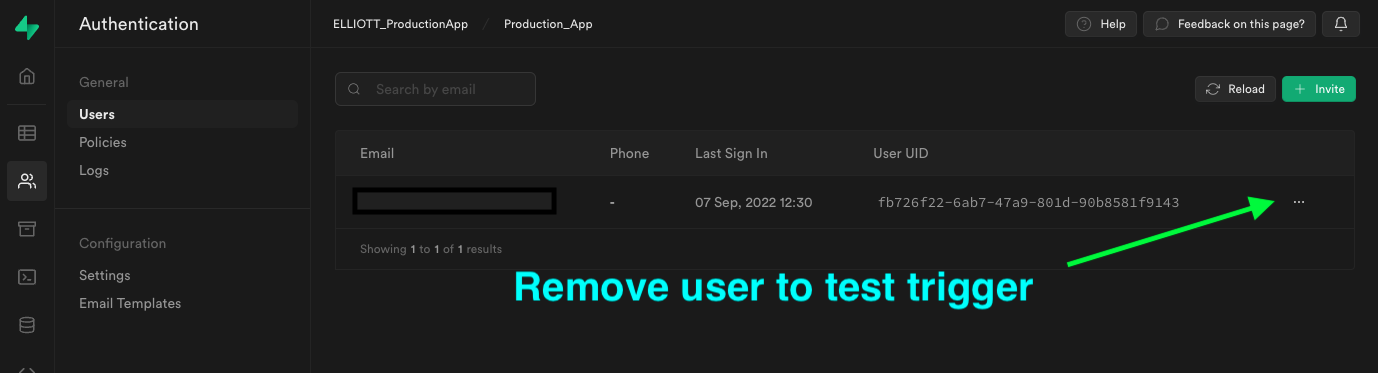 Authentication
ELLIOTT_ProductionApp / Production_App
Help
Feedback on this page?
General
Users
Policies
Logs
Configuration
Settings
Email Templates
Search by email
Reload
+ Invite
Email Phone Last Sign In User UID
- 07 Sep, 2022 12:30 fb726f22-6ab7-47a9-801d-90b8581f9143 ...
Showing 1 to 1 of 1 results
Remove user to test trigger